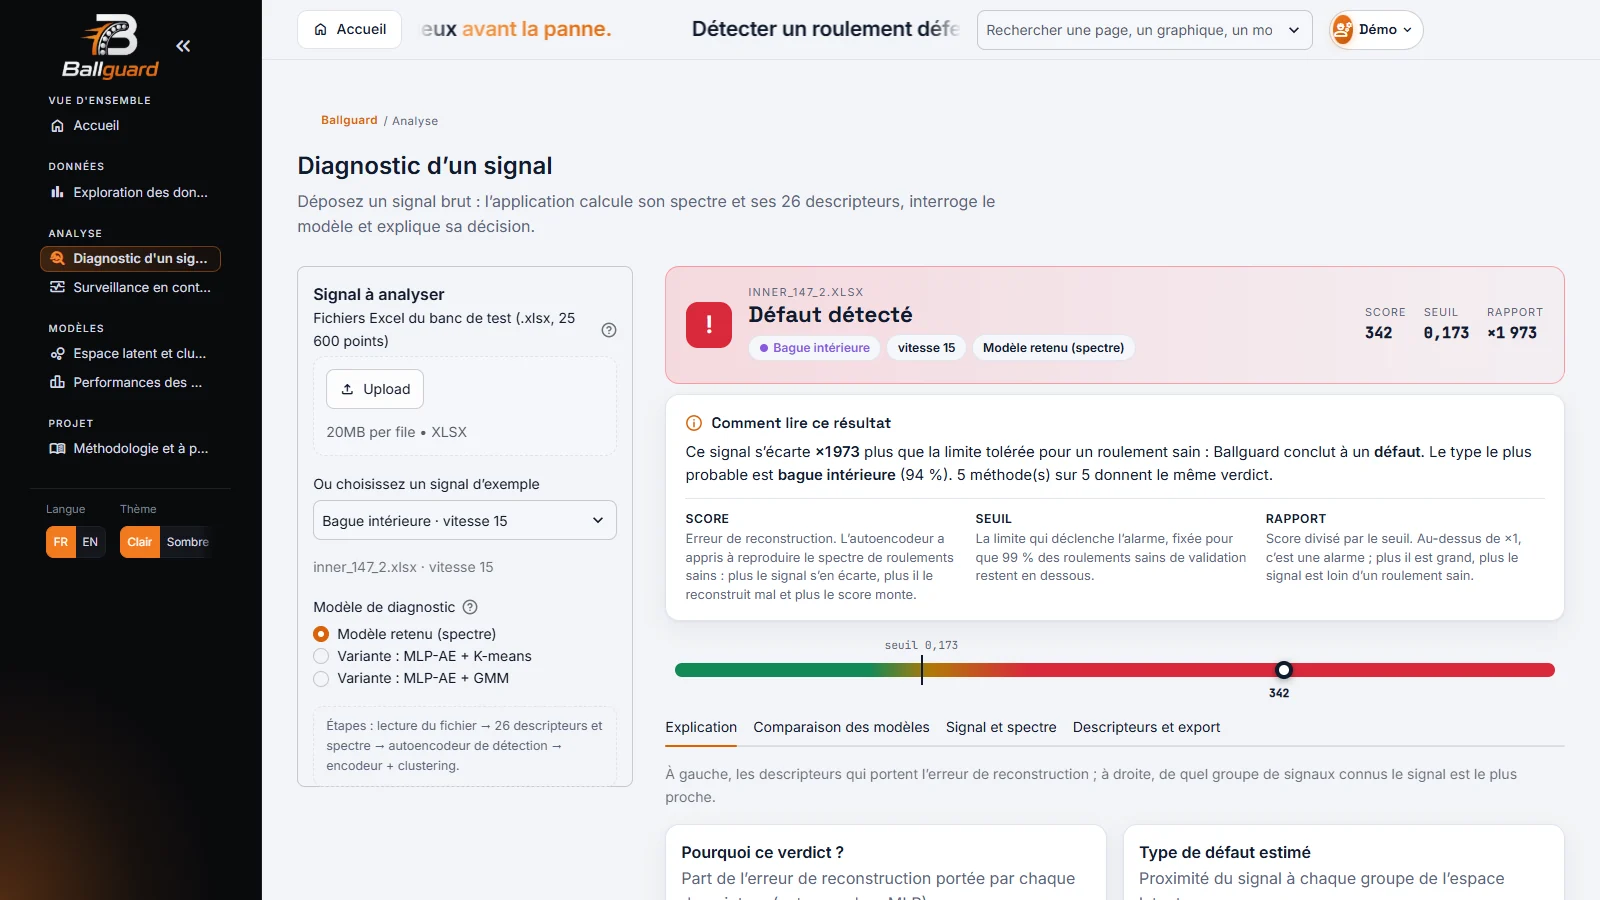 Ballguard
VUE D'ENSEMBLE
Accueil
DONNÉES
Exploration des don...
ANALYSE
Diagnostic d'un sig...
Surveillance en cont...
MODÈLES
Espace latent et clu...
Performances des ...
PROJET
Méthodologie et à p...
Langue
Thème
FR
EN
Clair
Sombre
Accueil
eux avant la panne.
Détecter un roulement défe
Rechercher une page, un graphique, un mo
Démo
Ballguard / Analyse
Diagnostic d’un signal
Déposez un signal brut : l’application calcule son spectre et ses 26 descripteurs, interroge le
modèle et explique sa décision.
Signal à analyser
Fichiers Excel du banc de test (.xlsx, 25
600 points)
Upload
20MB per file • XLSX
Ou choisissez un signal d’exemple
Bague intérieure · vitesse 15
inner_147_2.xlsx · vitesse 15
Modèle de diagnostic
Modèle retenu (spectre)
Variante : MLP-AE + K-means
Variante : MLP-AE + GMM
Étapes : lecture du fichier → 26 descripteurs et
spectre → autoencodeur de détection →
encodeur + clustering.
INNER_147_2.XLSX
Défaut détecté
Bague intérieure
vitesse 15
Modèle retenu (spectre)
SCORE
342
SEUIL
0,173
RAPPORT
×1 973
Comment lire ce résultat
Ce signal s’écarte ×1973 plus que la limite tolérée pour un roulement sain : Ballguard conclut à un défaut. Le type le plus
probable est bague intérieure (94 %). 5 méthode(s) sur 5 donnent le même verdict.
SCORE
Erreur de reconstruction. L’autoencodeur a
appris à reproduire le spectre de roulements
sains : plus le signal s’en écarte, plus il le
reconstruit mal et plus le score monte.
SEUIL
La limite qui déclenche l’alarme, fixée pour
que 99 % des roulements sains de validation
restent en dessous.
RAPPORT
Score divisé par le seuil. Au-dessus de ×1,
c’est une alarme ; plus il est grand, plus le
signal est loin d’un roulement sain.
seuil 0,173
342
Explication
Comparaison des modèles
Signal et spectre
Descripteurs et export
À gauche, les descripteurs qui portent l’erreur de reconstruction ; à droite, de quel groupe de signaux connus le signal est le plus
proche.
Pourquoi ce verdict ?
Part de l’erreur de reconstruction portée par chaque
Type de défaut estimé
Proximité du signal à chaque groupe de l’espace